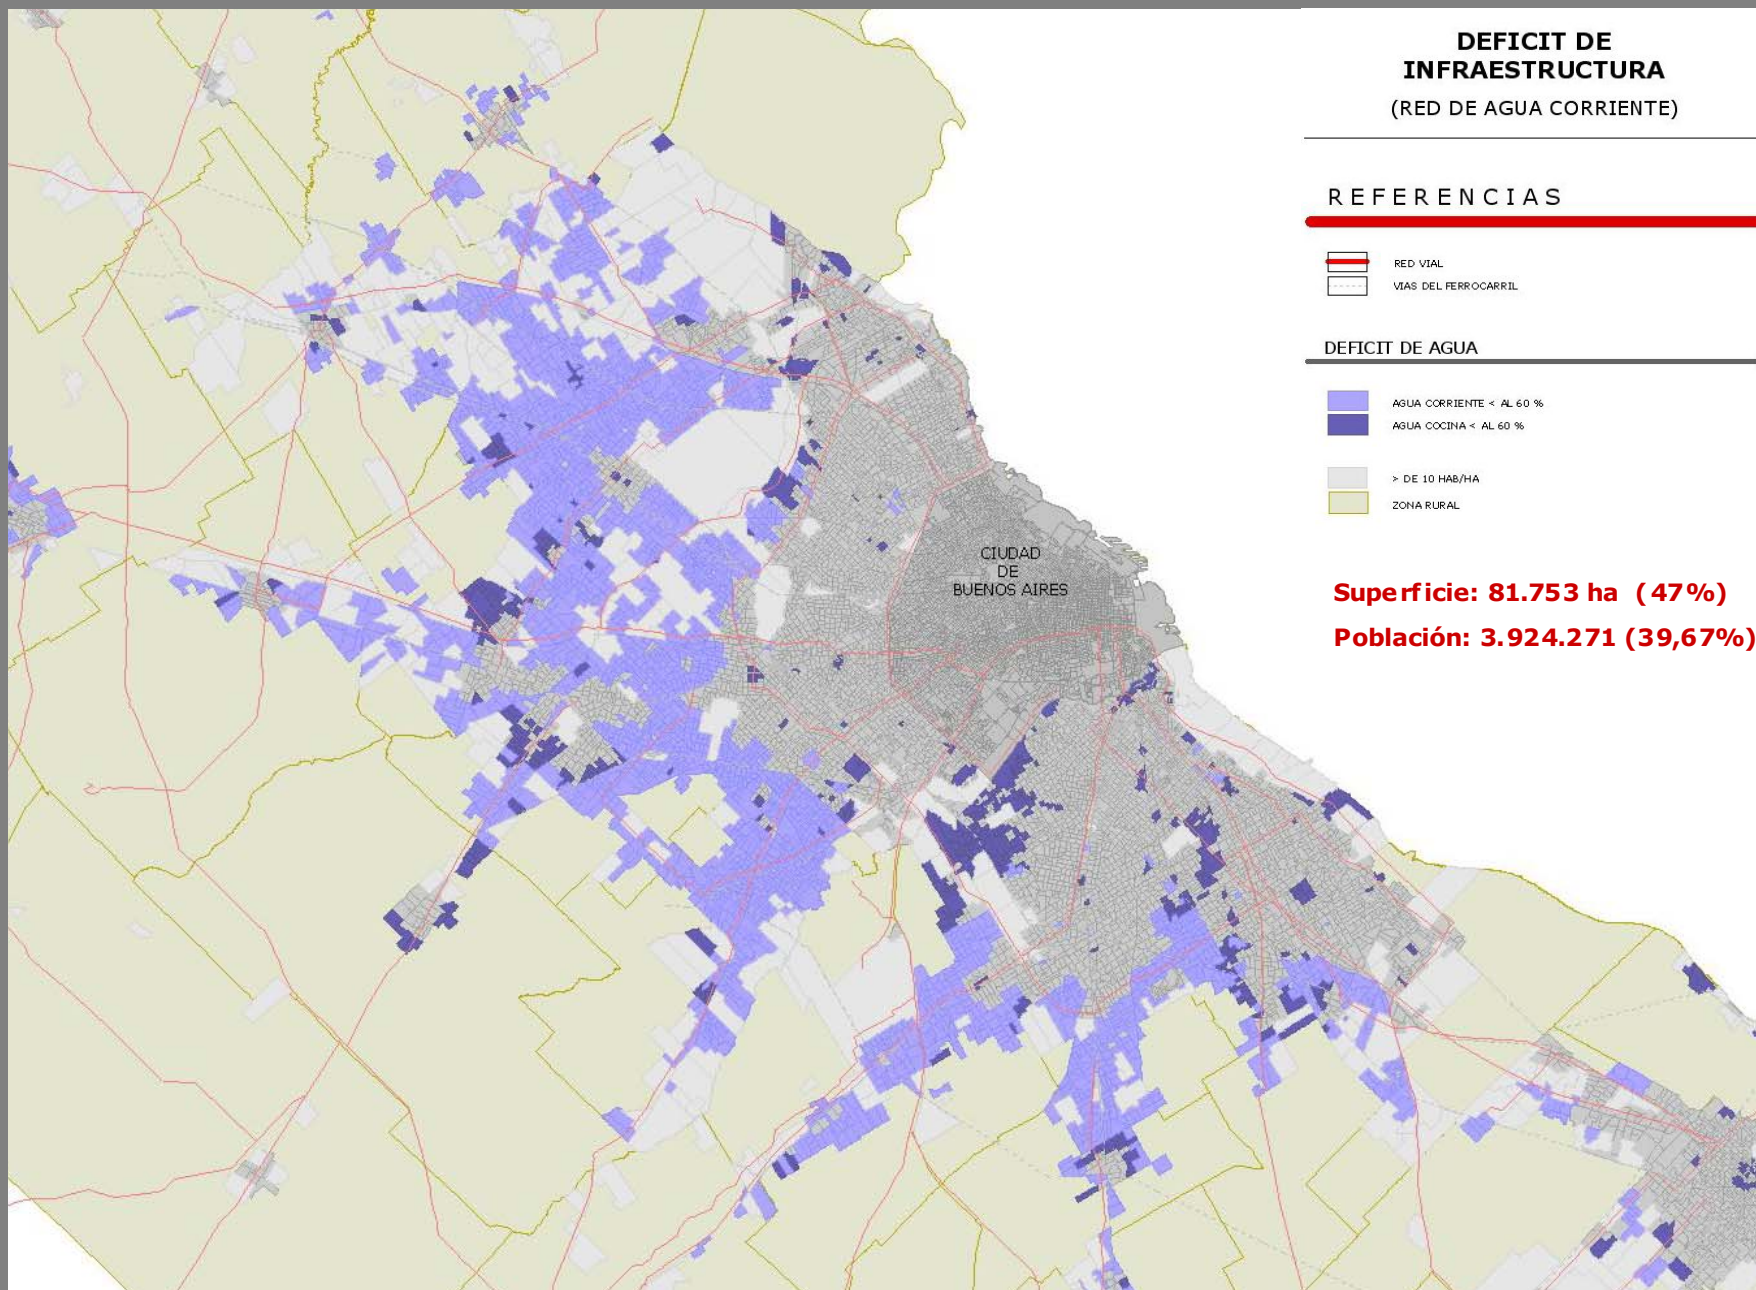 DEFICIT DE
INFRAESTRUCTURA
(RED DE AGUA CORRIENTE)
REFERENCIAS
RED VIAL
VIAS DEL FERROCARRIL
DEFICIT DE AGUA
AGUA CORRIENTE < AL 60 %
AGUA COCINA < AL 60 %
> DE 10 HAB/HA
ZONA RURAL
CIUDAD
DE
BUENOS AIRES
Superficie: 81.753 ha (47%)
Población: 3.924.271 (39,67%)